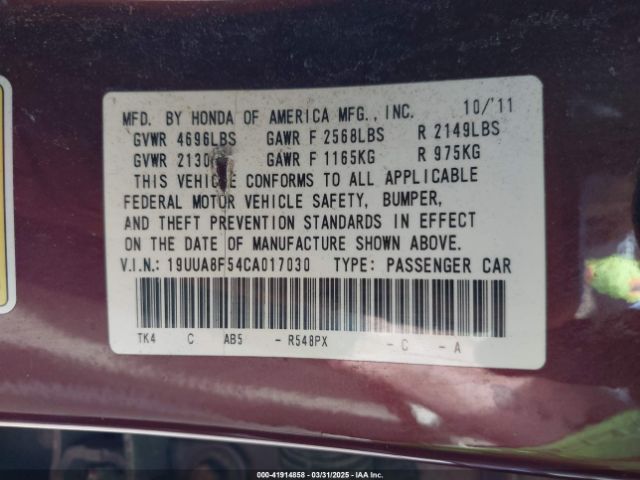 MFD. BY HONDA OF AMERICA MFG., INC. 10/'11
GVWR 4696LBS GAWR F 2568LBS R 2149LBS
GVWR GAWR F 1165KG R 975KG
THIS VEHICLE CONFORMS TO ALL APPLICABLE
FEDERAL MOTOR VEHICLE SAFETY, BUMPER,
AND THEFT PREVENTION STANDARDS IN EFFECT
ON THE DATE OF MANUFACTURE SHOWN ABOVE.
V.I.N.: 19UUA8F54CA017030 TYPE: PASSENGER CAR
TK4 C AB5 - R548PX - C - A
000-41914858 - 03/31/2025 - IAA Inc.